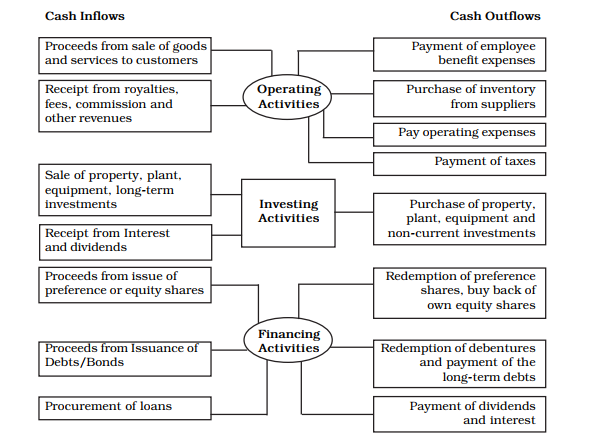 Cash Inflows
Cash Outflows
Proceeds from sale of goods
and services to customers
Receipt from royalties,
fees, commission and
other revenues
Operating
Activities
Payment of employee
benefit expenses
Purchase of inventory
from suppliers
Pay operating expenses
Payment of taxes
Sale of property, plant,
equipment, long-term
investments
Receipt from Interest
and dividends
Investing
Activities
Purchase of property,
plant, equipment and
non-current investments
Proceeds from issue of
preference or equity shares
Proceeds from Issuance of
Debts/Bonds
Procurement of loans
Financing
Activities
Redemption of preference
shares, buy back of
own equity shares
Redemption of debentures
and payment of the
long-term debts
Payment of dividends
and interest